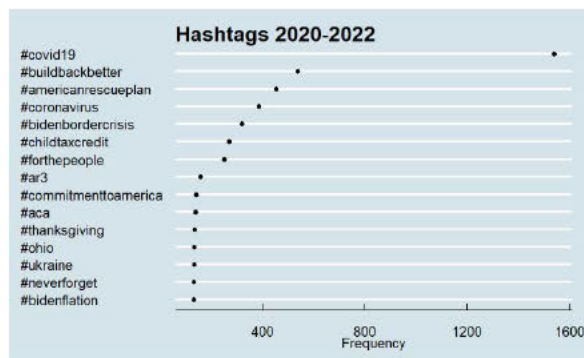 Hashtags 2020-2022
#covid19
#buildbackbetter
#americanrescueplan
#coronavirus
#bidenbordercrisis
#childtaxcredit
#forthepeople
#ar3
#commitmenttoamerica
#aca
#thanksgiving
#ohio
#ukraine
#neverforget
#bidenflation
400 800 1200 1600
Frequency